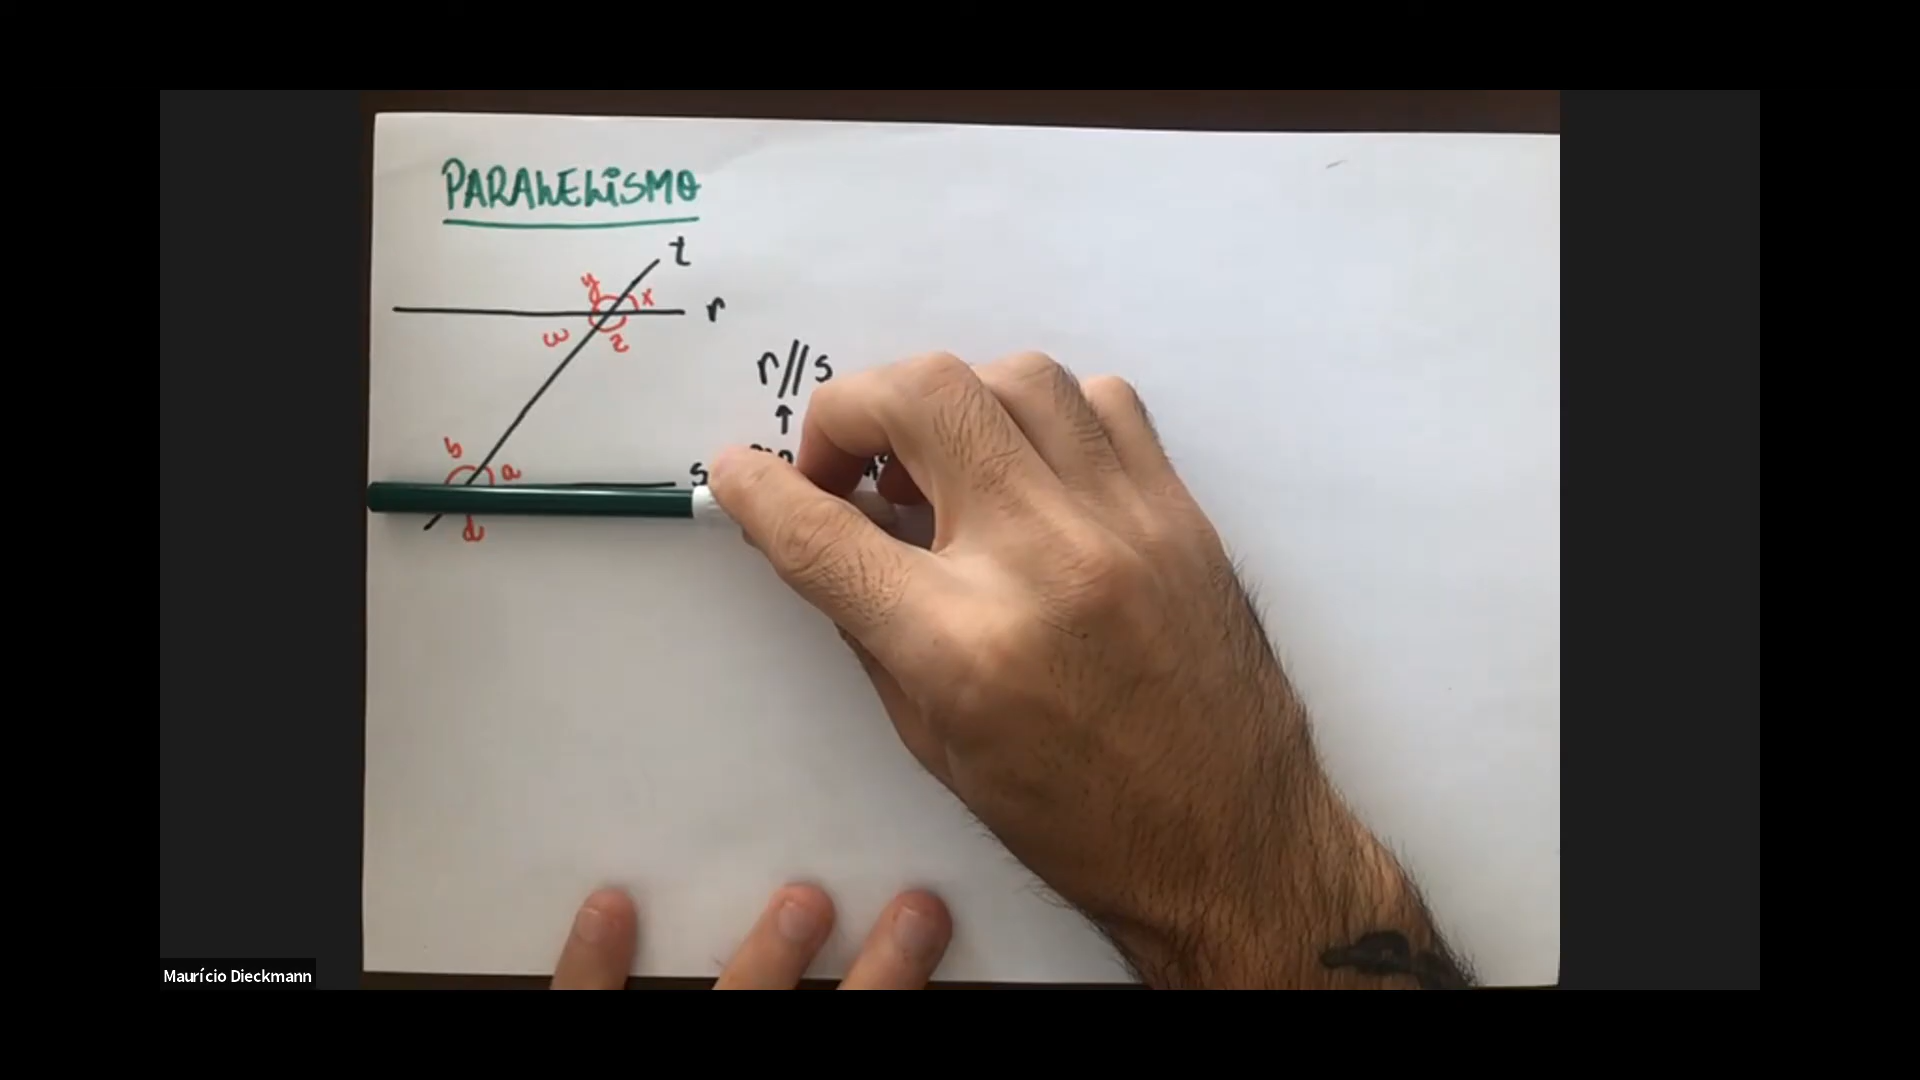 PARALELISMO
t
y x
r
w z
r//s
b a
s
d
Maurício Dieckmann